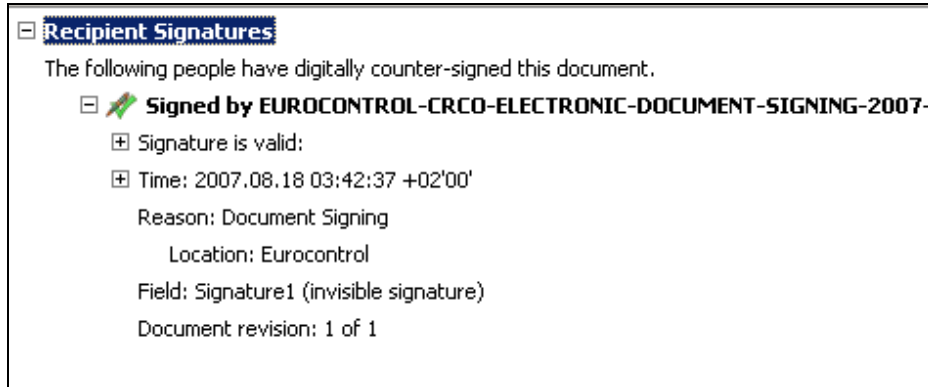 Recipient Signatures
The following people have digitally counter-signed this document.
Signed by EUROCONTROL-CRCO-ELECTRONIC-DOCUMENT-SIGNING-2007-
Signature is valid:
Time: 2007.08.18 03:42:37 +02'00'
Reason: Document Signing
Location: Eurocontrol
Field: Signature1 (invisible signature)
Document revision: 1 of 1